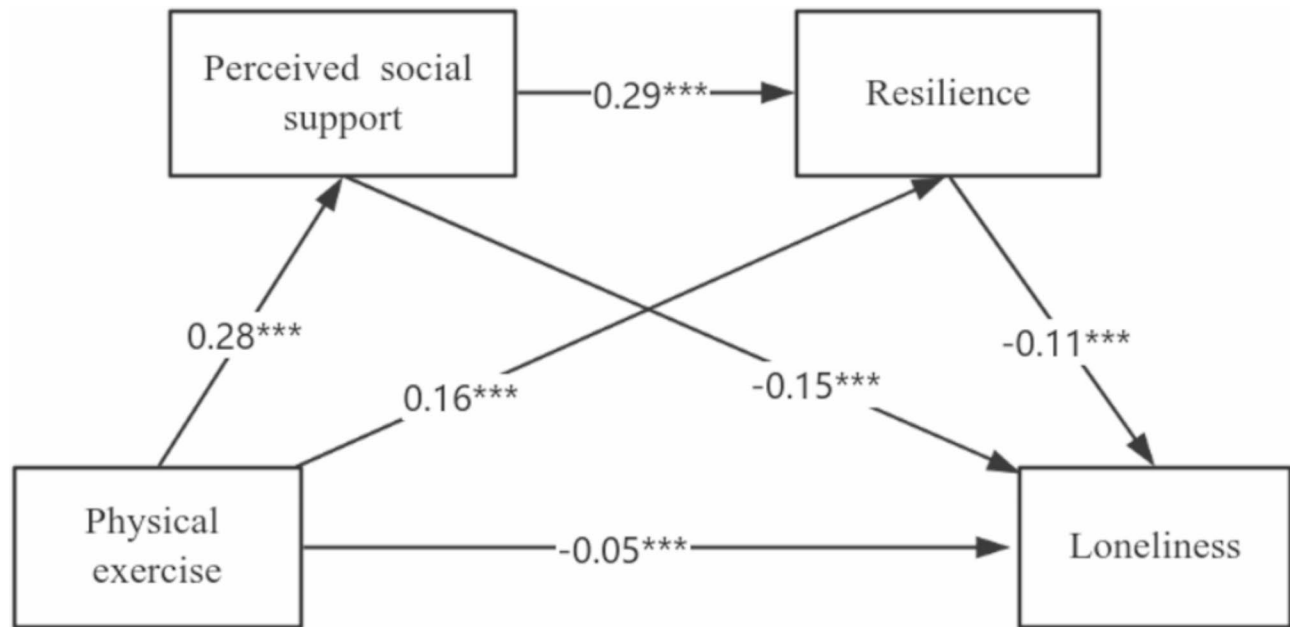 Perceived social
support
0.29***
Resilience
0.28***
0.16***
-0.15***
-0.11***
Physical
exercise
-0.05***
Loneliness